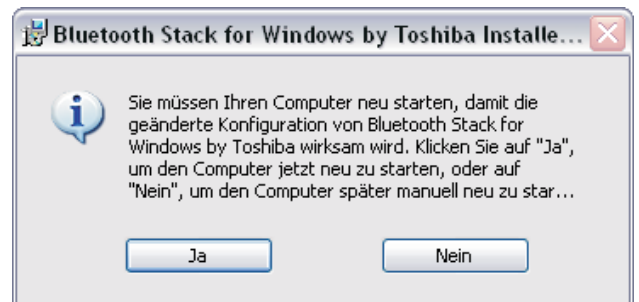 Bluetooth Stack for Windows by Toshiba Installe...
Sie müssen Ihren Computer neu starten, damit die
geänderte Konfiguration von Bluetooth Stack for
Windows by Toshiba wirksam wird. Klicken Sie auf "Ja",
um den Computer jetzt neu zu starten, oder auf
"Nein", um den Computer später manuell neu zu star...
Ja
Nein